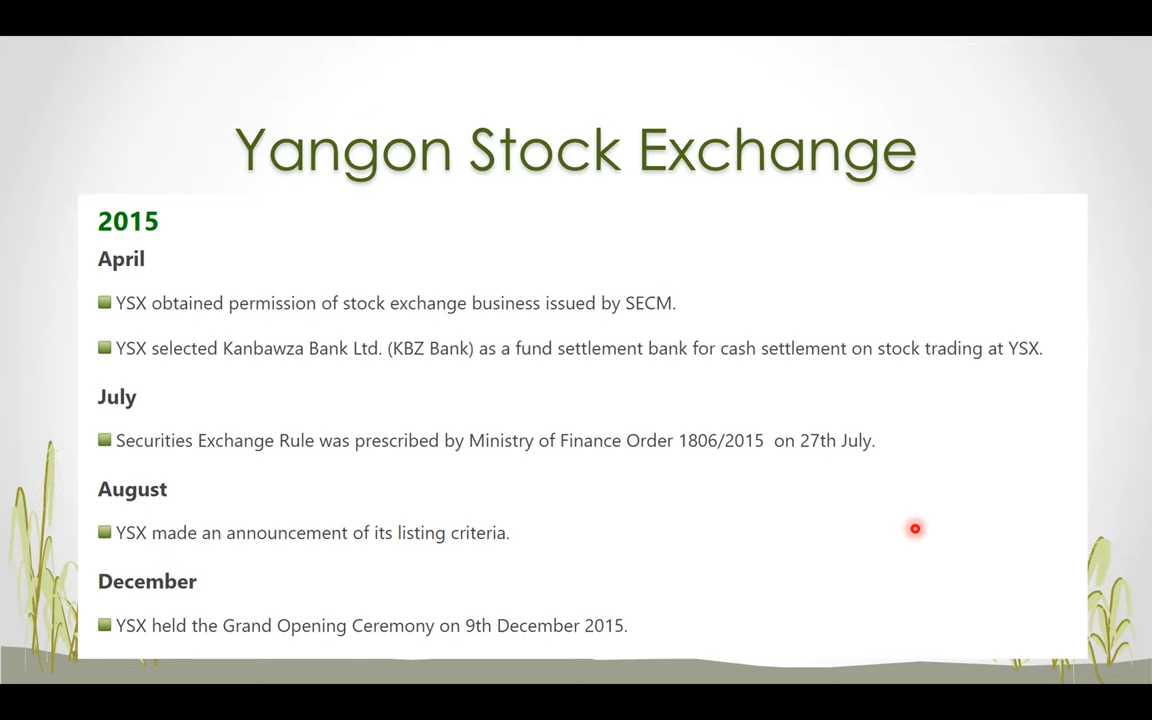 Yangon Stock Exchange
2015
April
YSX obtained permission of stock exchange business issued by SECM.
YSX selected Kanbawza Bank Ltd. (KBZ Bank) as a fund settlement bank for cash settlement on stock trading at YSX.
July
Securities Exchange Rule was prescribed by Ministry of Finance Order 1806/2015  on 27th July.
August
YSX made an announcement of its listing criteria.
December
YSX held the Grand Opening Ceremony on 9th December 2015.